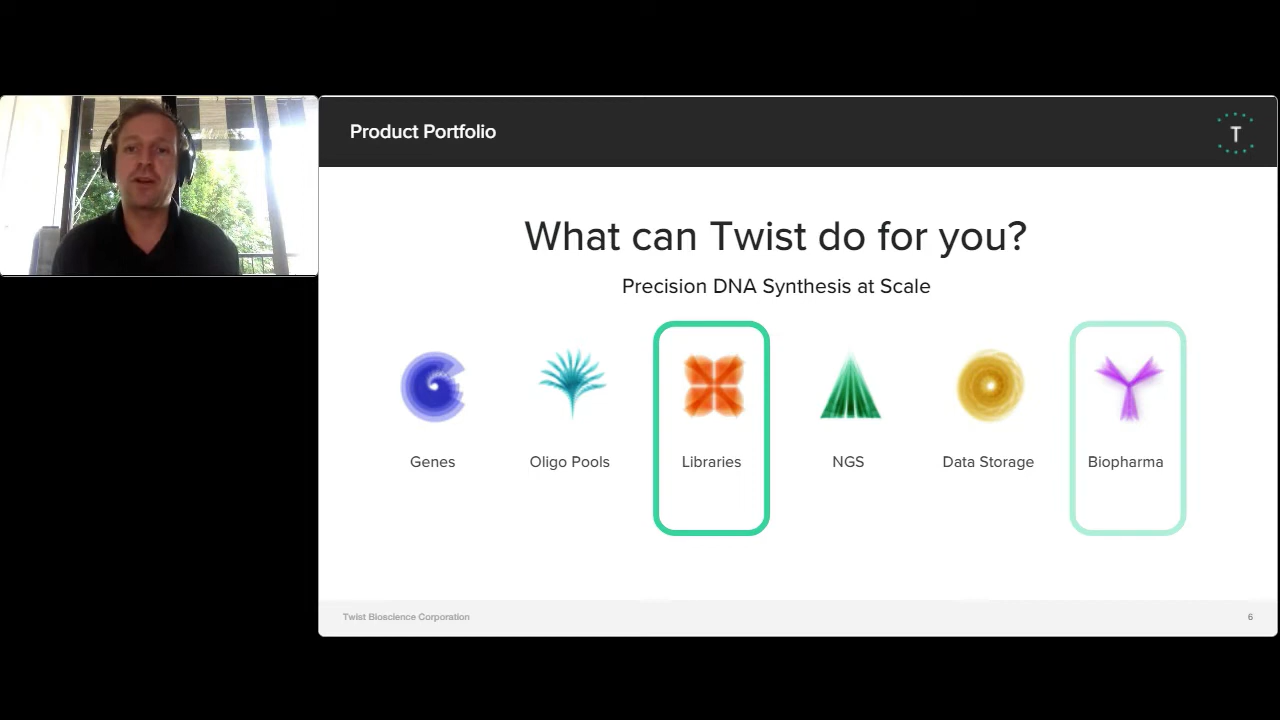 Product Portfolio
T
What can Twist do for you?
Precision DNA Synthesis at Scale
Genes
Oligo Pools
Libraries
NGS
Data Storage
Biopharma
Twist Bioscience Corporation
6